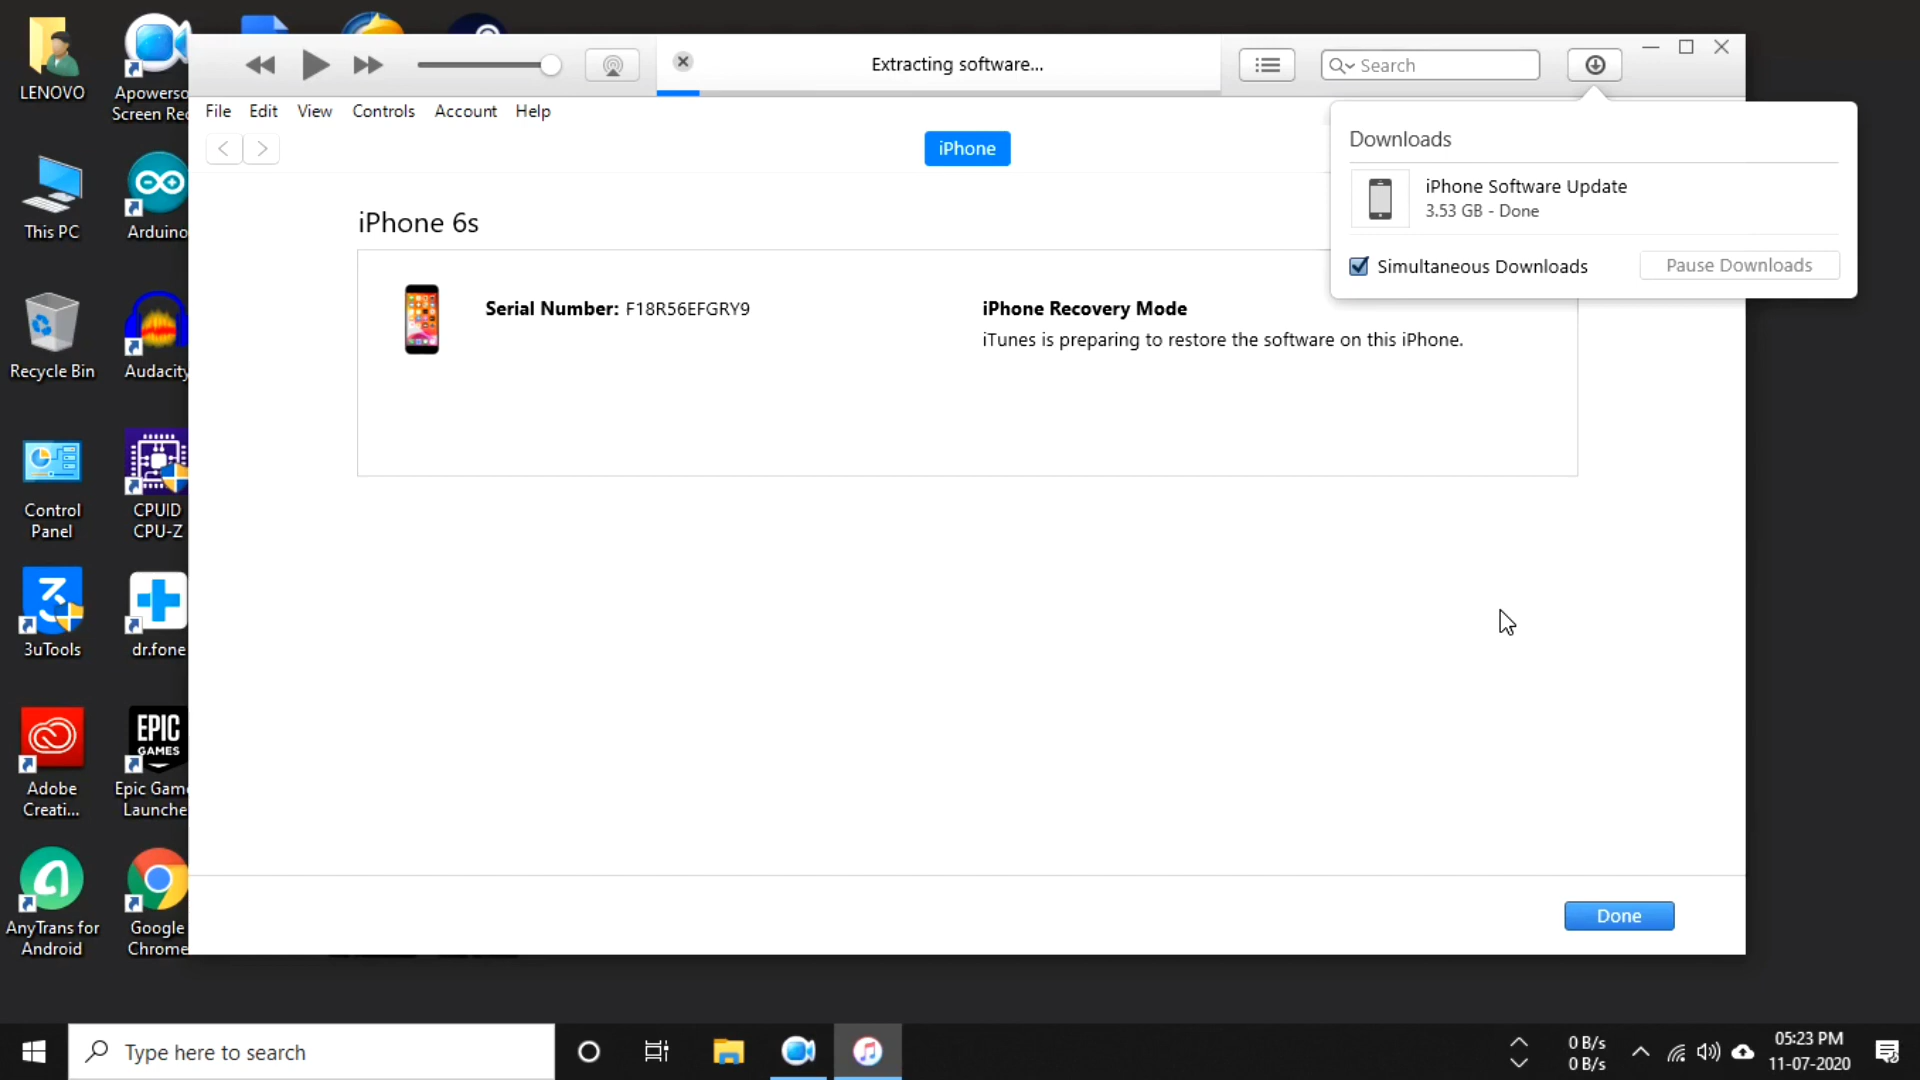 LENOVO
Apowerso
Screen Rec
This PC
Arduino
Recycle Bin
Audacity
Control
Panel
CPUID
CPU-Z
3uTools
dr.fone
Adobe
Creati...
EPIC
GAMES
Epic Gam
Launche
AnyTrans for
Android
Google
Chrome
Extracting software...
Search
File Edit View Controls Account Help
iPhone
Downloads
iPhone Software Update
3.53 GB - Done
Simultaneous Downloads
Pause Downloads
iPhone 6s
Serial Number: F18R56EFGRY9
iPhone Recovery Mode
iTunes is preparing to restore the software on this iPhone.
Done
Type here to search
0 B/s
0 B/s
05:23 PM
11-07-2020